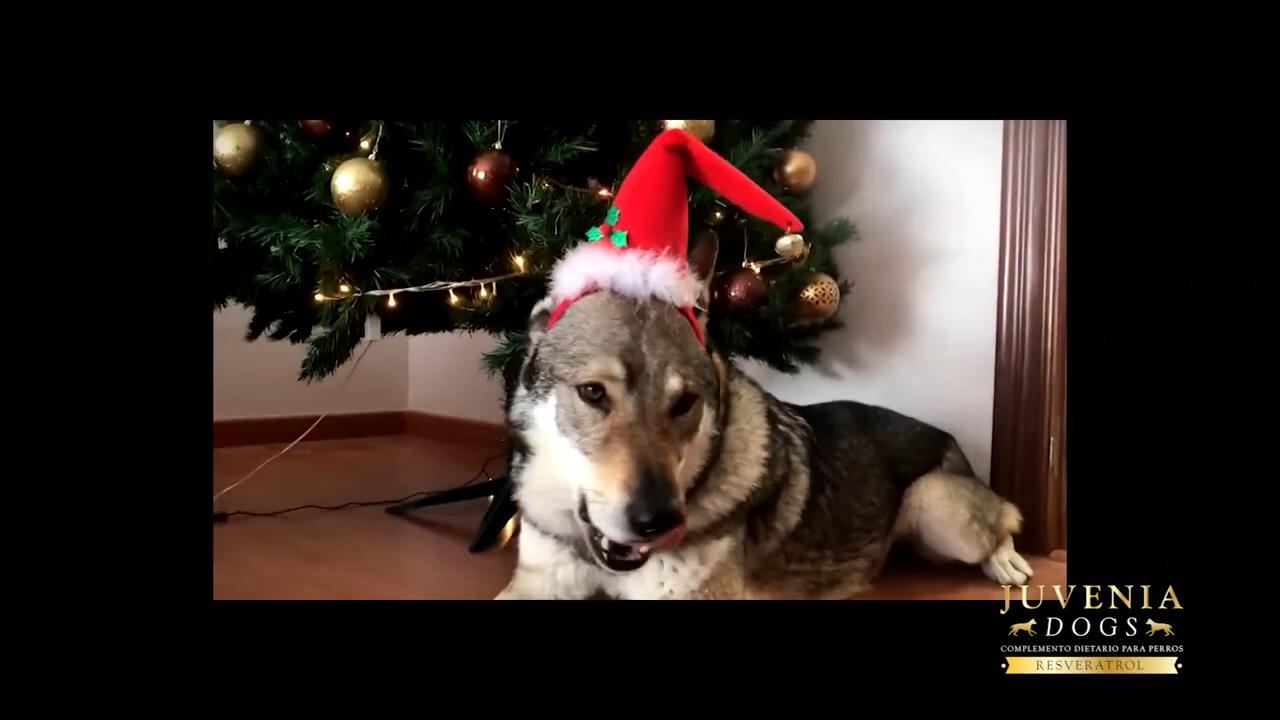 JUVENIA
DOGS
COMPLEMENTO DIETARIO PARA PERROS
RESVERATROL